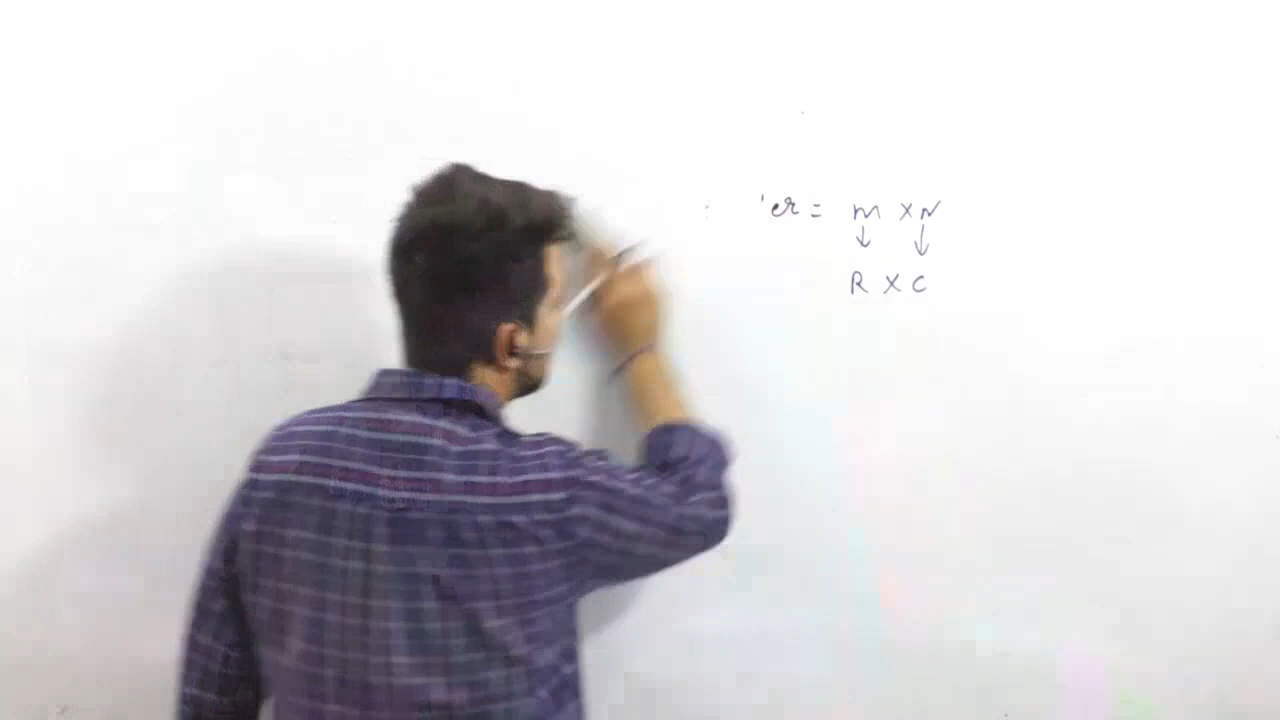 er = m × N
↓ ↓
R × C